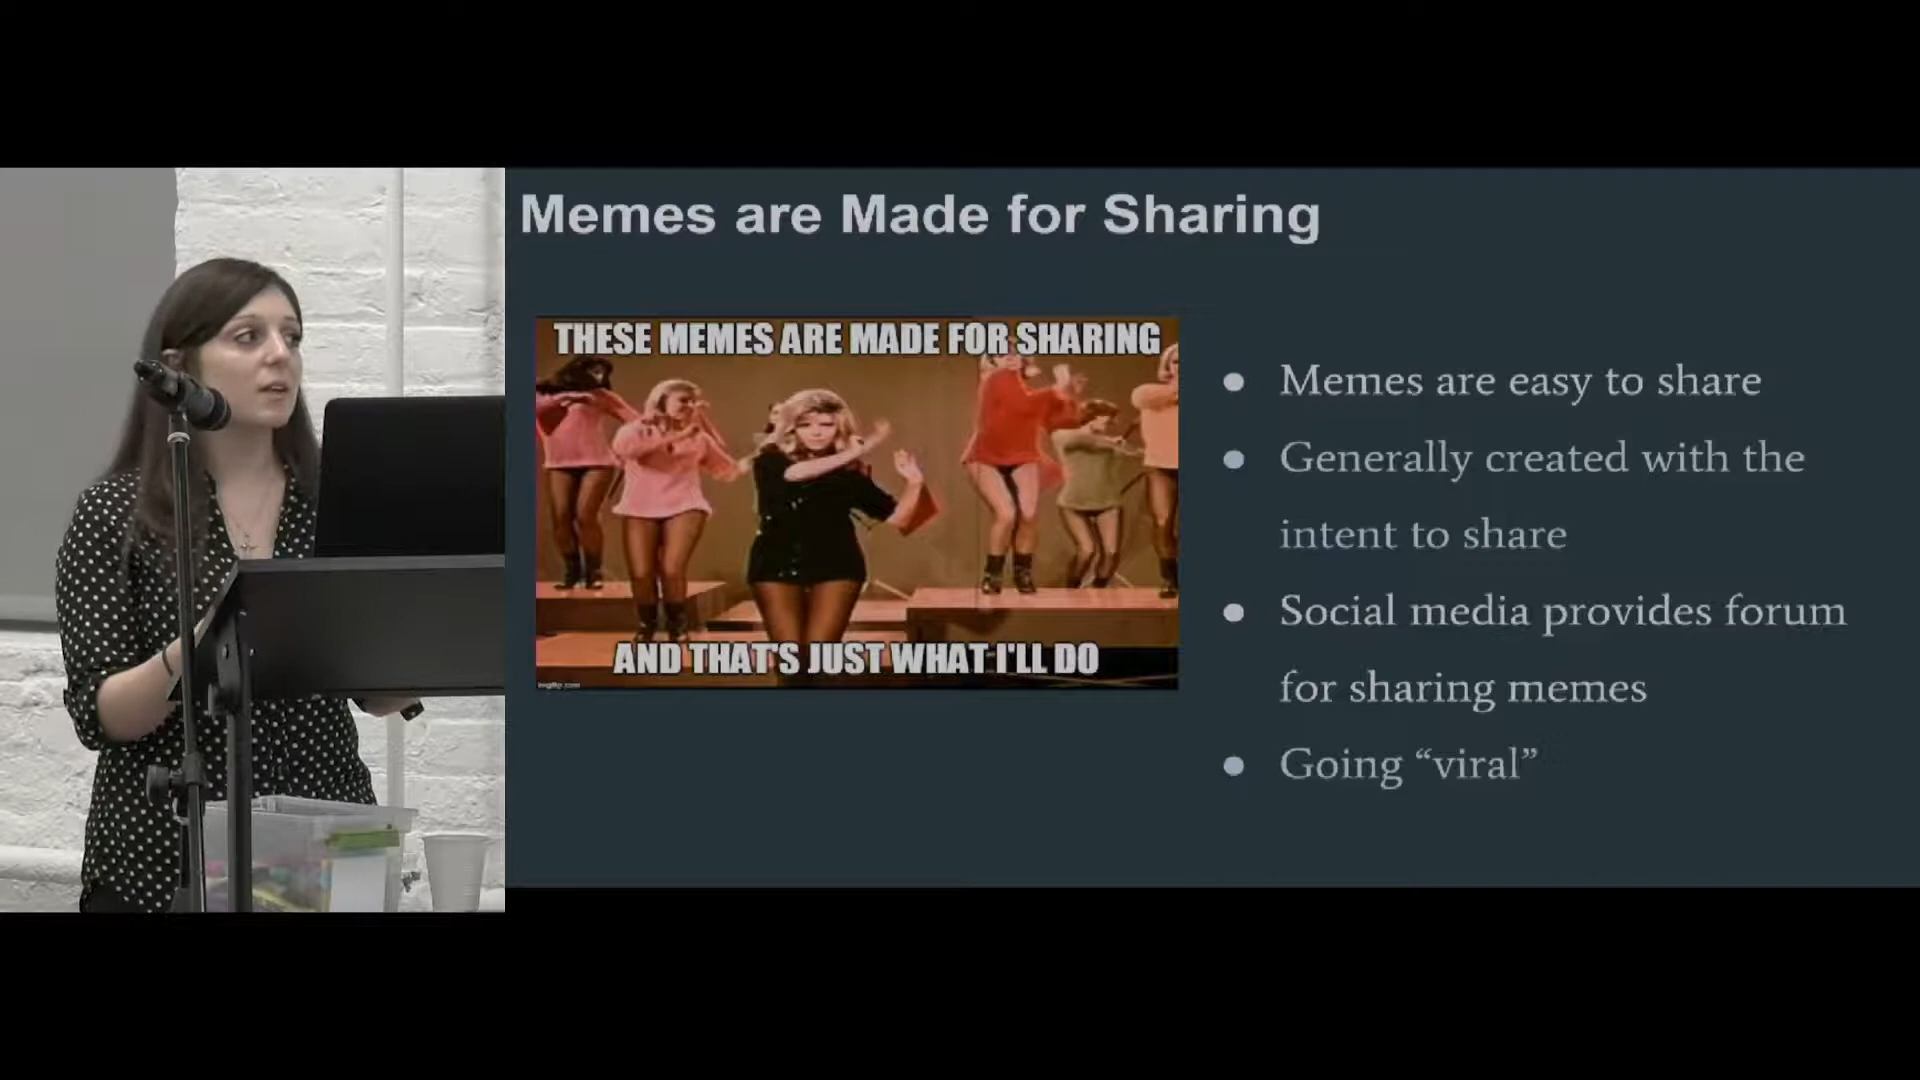 Memes are Made for Sharing
THESE MEMES ARE MADE FOR SHARING
AND THAT'S JUST WHAT I'LL DO
imgflip.com
● Memes are easy to share
● Generally created with the
intent to share
● Social media provides forum
for sharing memes
● Going “viral”